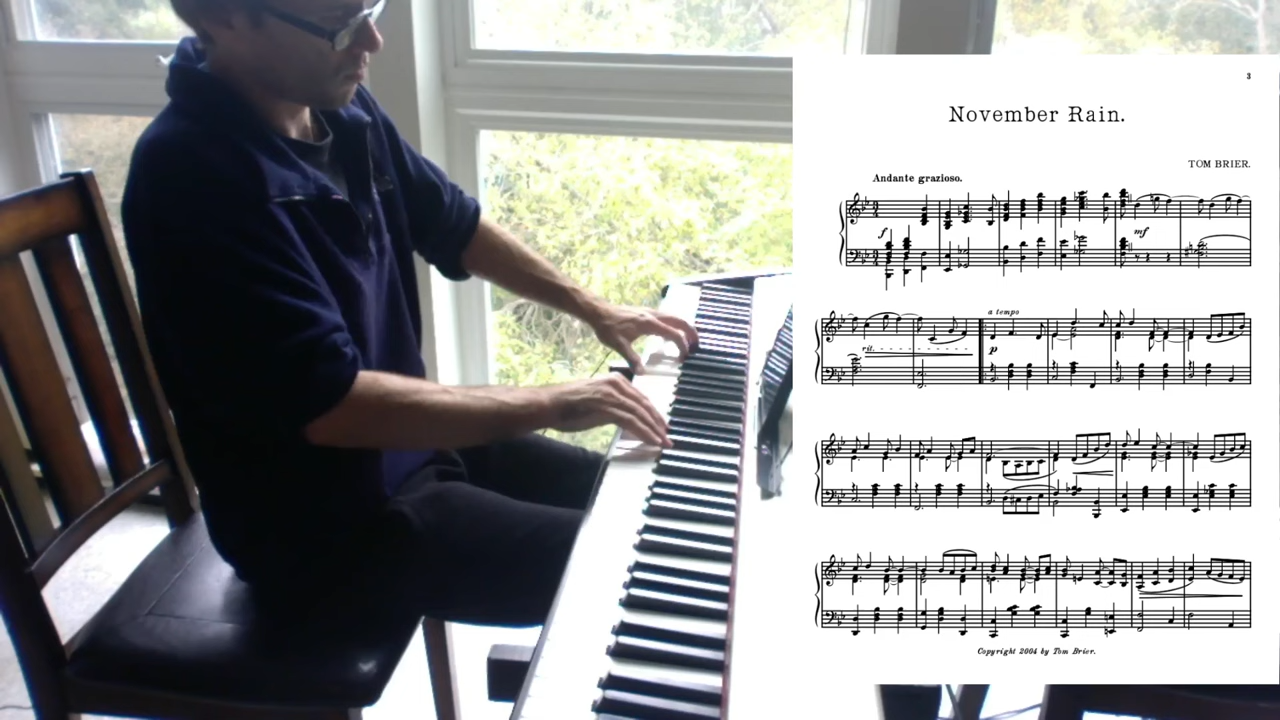 3
November Rain.
TOM BRIER.
Andante grazioso.
f
mf
a tempo
rit.
p
Copyright 2004 by Tom Brier.